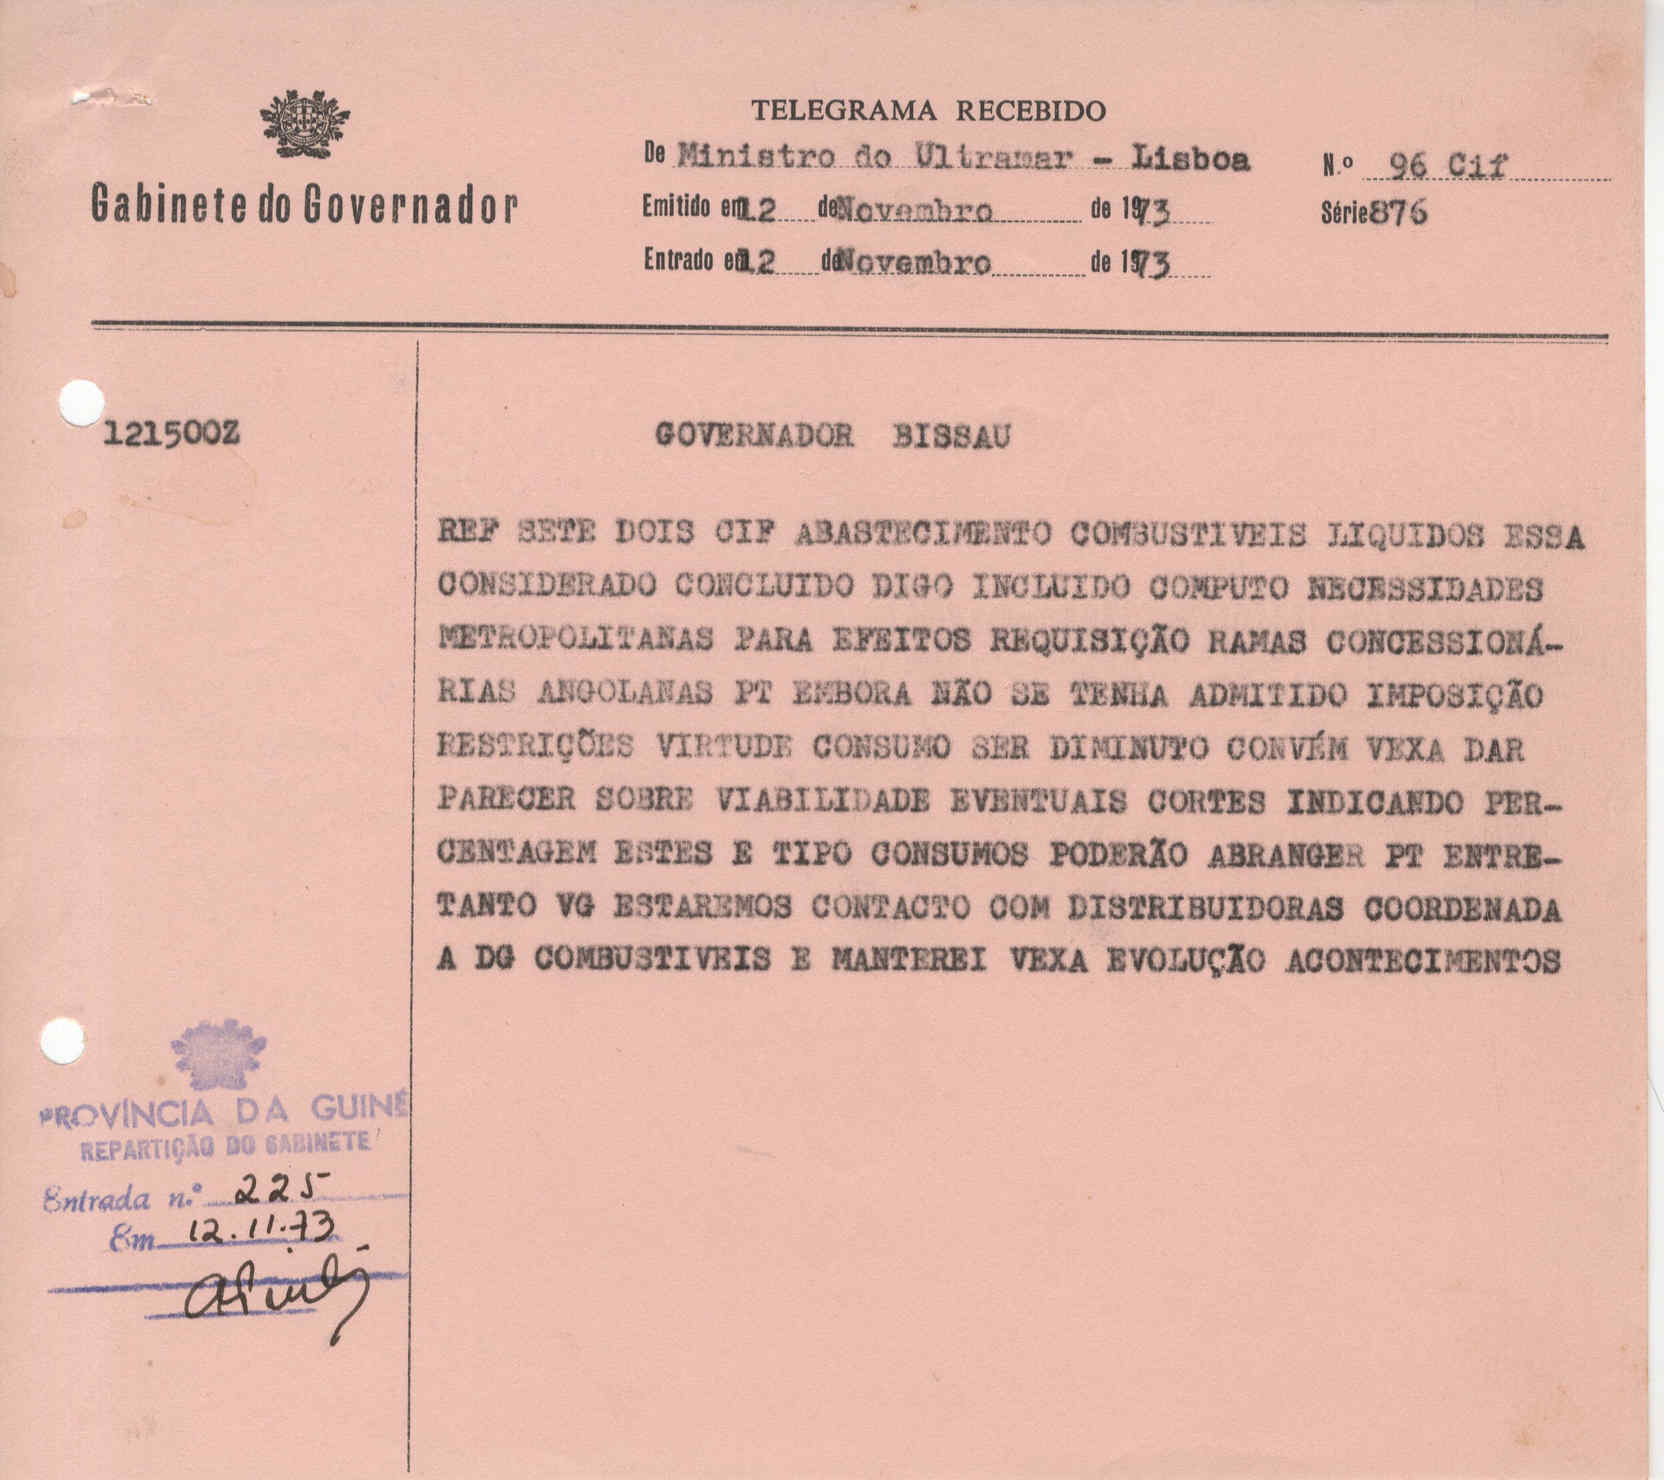 TELEGRAMA RECEBIDO
Gabinete do Governador
De Ministro do Ultramar - Lisboa
N.º 96 Cif
Emitido em 12 de Novembro de 1973
Série 876
Entrado em 12 de Novembro de 1973
121500Z
GOVERNADOR BISSAU
REF SETE DOIS CIF ABASTECIMENTO COMBUSTIVEIS LIQUIDOS ESSA
CONSIDERADO CONCLUIDO DIGO INCLUIDO COMPUTO NECESSIDADES
METROPOLITANAS PARA EFEITOS REQUISIÇÃO RAMAS CONCESSIONÁ-
RIAS ANGOLANAS PT EMBORA NÃO SE TENHA ADMITIDO IMPOSIÇÃO
RESTRIÇÕES VIRTUDE CONSUMO SER DIMINUTO CONVÉM VEXA DAR
PARECER SOBRE VIABILIDADE EVENTUAIS CORTES INDICANDO PER-
CENTAGEM ESTES E TIPO CONSUMOS PODERÃO ABRANGER PT ENTRE-
TANTO VG ESTAREMOS CONTACTO COM DISTRIBUIDORAS COORDENADA
A DG COMBUSTIVEIS E MANTEREI VEXA EVOLUÇÃO ACONTECIMENTOS
PROVÍNCIA DA GUINÉ
REPARTIÇÃO DO GABINETE
Entrada n.º 225
Em 12.11.73